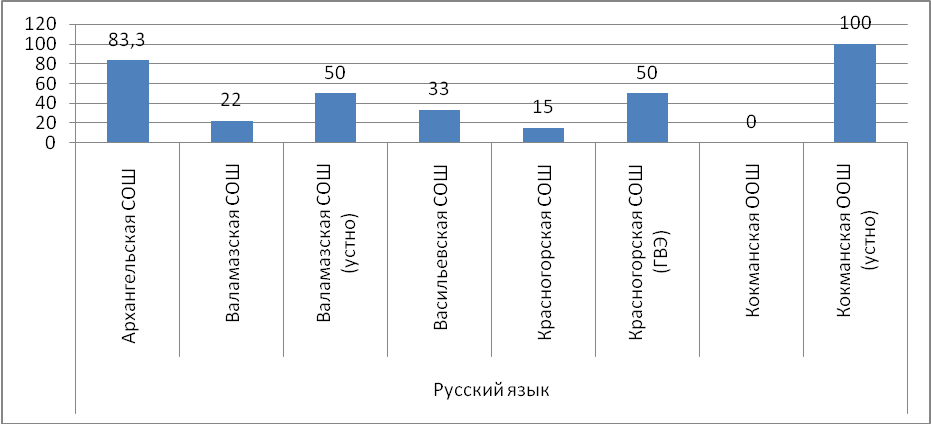 120
100
80
60
40
20
0
83,3
22
50
33
15
50
0
100
Архангельская СОШ
Валамазская СОШ
Валамазская СОШ
(устно)
Васильевская СОШ
Красногорская СОШ
Красногорская СОШ
(ГВЭ)
Кокманская ООШ
Кокманская ООШ
(устно)
Русский язык